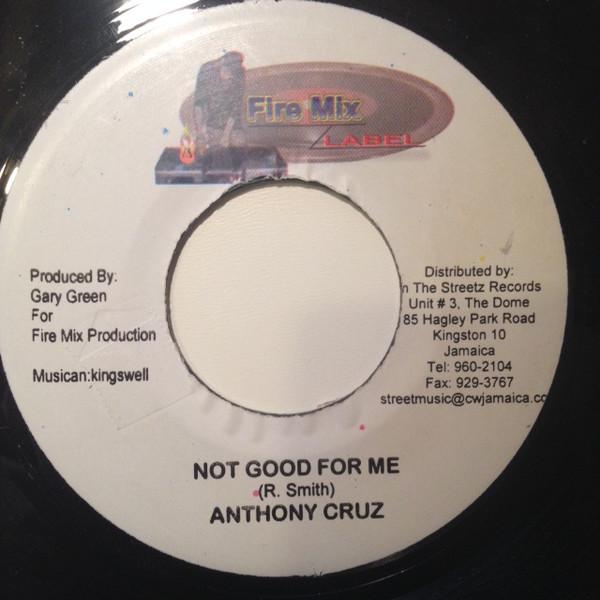 Fire Mix
LABEL
Produced By:
Gary Green
For
Fire Mix Production
Musican:kingswell
Distributed by:
n The Streetz Records
Unit # 3, The Dome
85 Hagley Park Road
Kingston 10
Jamaica
Tel: 960-2104
Fax: 929-3767
streetmusic@cwjamaica.co
NOT GOOD FOR ME
(R. Smith)
ANTHONY CRUZ